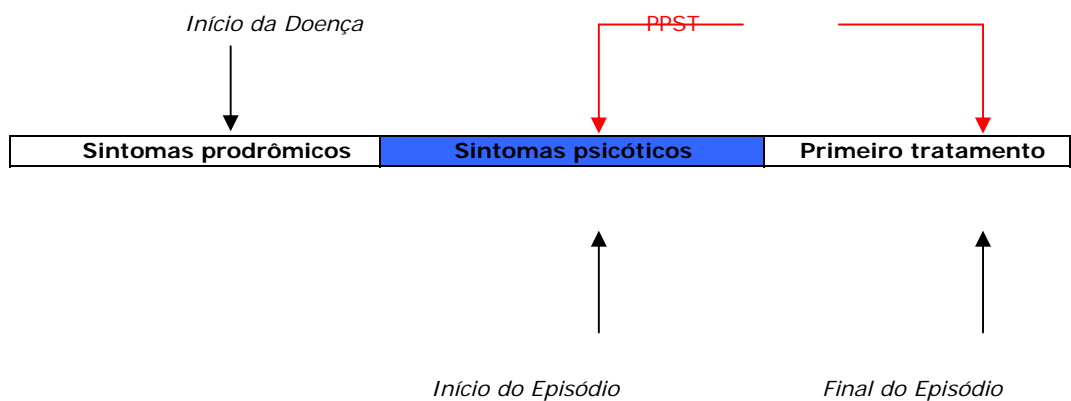 Início da Doença
PPST
Sintomas prodrômicos
Sintomas psicóticos
Primeiro tratamento
Início do Episódio
Final do Episódio